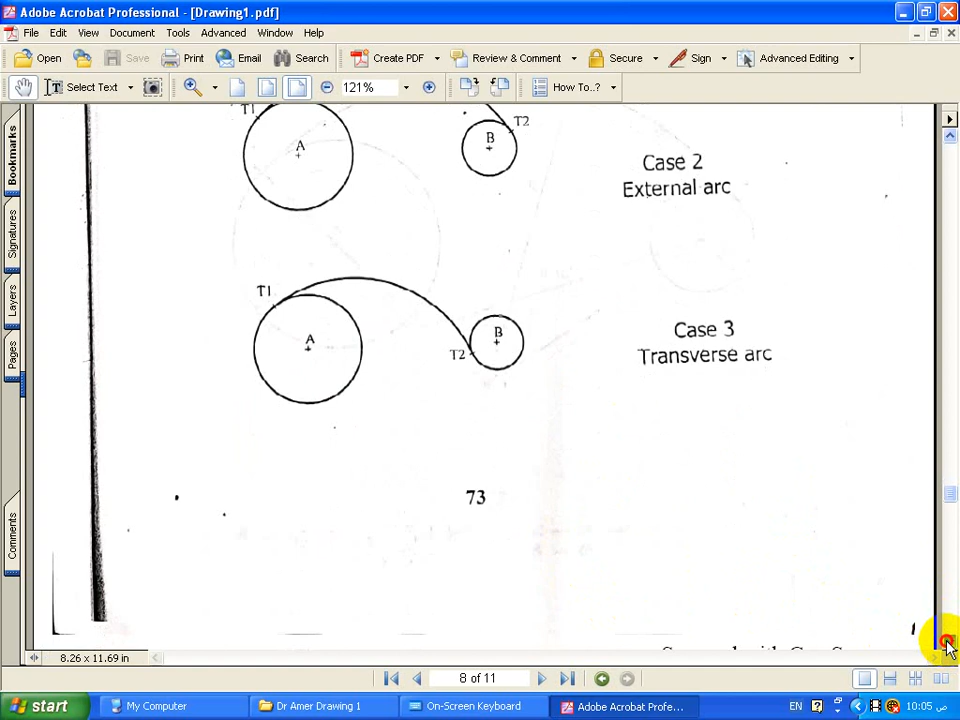 Adobe Acrobat Professional - [Drawing1.pdf]
File Edit View Document Tools Advanced Window Help
Open Save Print Email Search Create PDF Review & Comment Secure Sign Advanced Editing
Select Text 121% How To..?
Bookmarks
Signatures
Layers
Pages
Comments
T1
A
B
T2
Case 2
External arc
T1
A
B
T2
Case 3
Transverse arc
73
8.26 x 11.69 in
8 of 11
start My Computer Dr Amer Drawing 1 On-Screen Keyboard Adobe Acrobat Profe... EN 10:05 ص